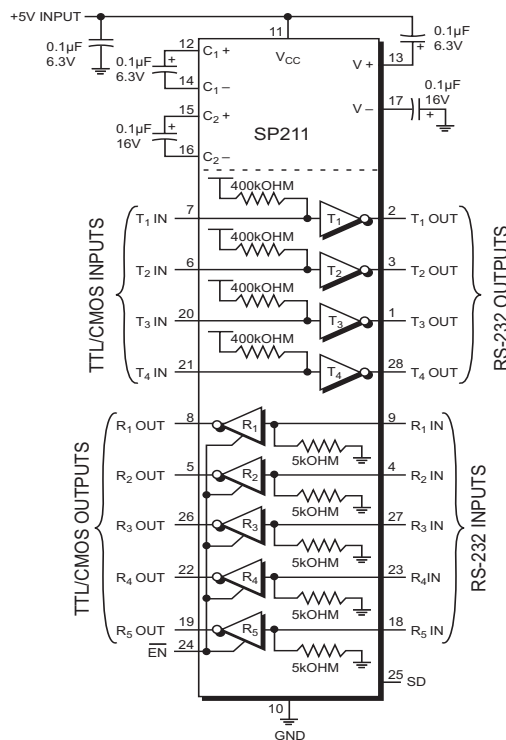 +5V INPUT
0.1µF
6.3V
11
VCC
0.1µF
6.3V
12
C1+
0.1µF
6.3V
14
C1–
V+
13
15
C2+
0.1µF
16V
16
C2–
V–
17
0.1µF
16V
SP211
TTL/CMOS INPUTS
400kOHM
T1 IN
7
T1
2
T1 OUT
400kOHM
T2 IN
6
T2
3
T2 OUT
400kOHM
T3 IN
20
T3
1
T3 OUT
400kOHM
T4 IN
21
T4
28
T4 OUT
RS-232 OUTPUTS
TTL/CMOS OUTPUTS
R1 OUT
8
R1
9
R1 IN
5kOHM
R2 OUT
5
R2
4
R2 IN
5kOHM
R3 OUT
26
R3
27
R3 IN
5kOHM
R4 OUT
22
R4
23
R4IN
5kOHM
R5 OUT
19
R5
18
R5 IN
5kOHM
RS-232 INPUTS
EN
24
25
SD
10
GND